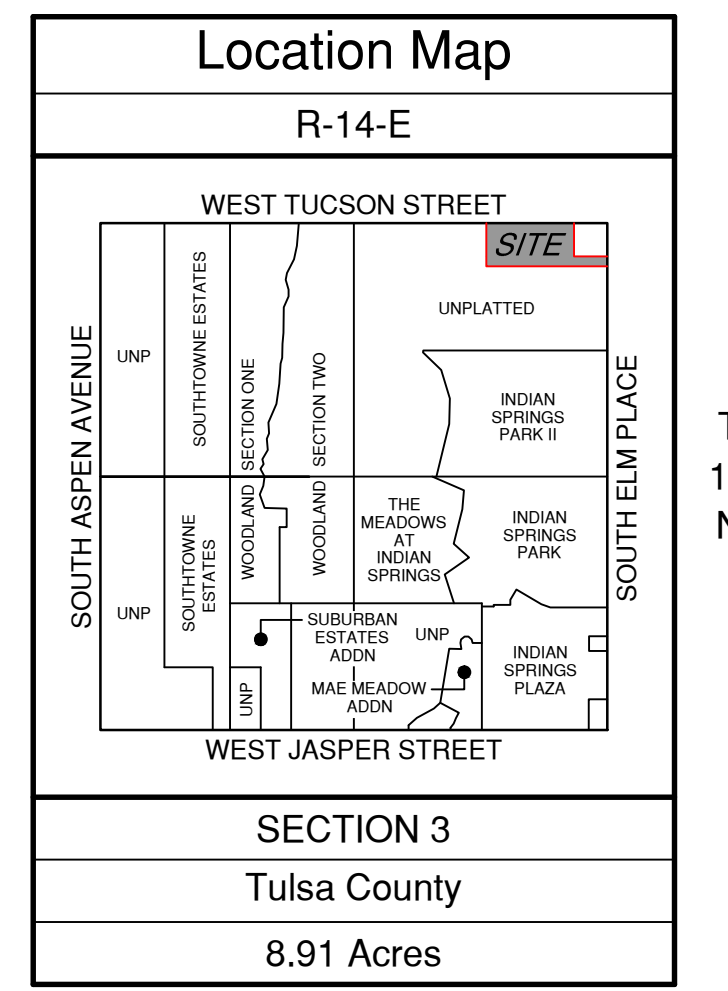 Location Map
R-14-E
WEST TUCSON STREET
SITE
UNPLATTED
SOUTH ASPEN AVENUE
UNP
SOUTHTOWNE ESTATES
WOODLAND SECTION ONE
WOODLAND SECTION TWO
INDIAN
SPRINGS
PARK II
SOUTH ELM PLACE
T
1
N
THE
MEADOWS
AT
INDIAN
SPRINGS
INDIAN
SPRINGS
PARK
UNP
SOUTHTOWNE
ESTATES
SUBURBAN
ESTATES
ADDN
UNP
UNP
MAE MEADOW
ADDN
INDIAN
SPRINGS
PLAZA
WEST JASPER STREET
SECTION 3
Tulsa County
8.91 Acres